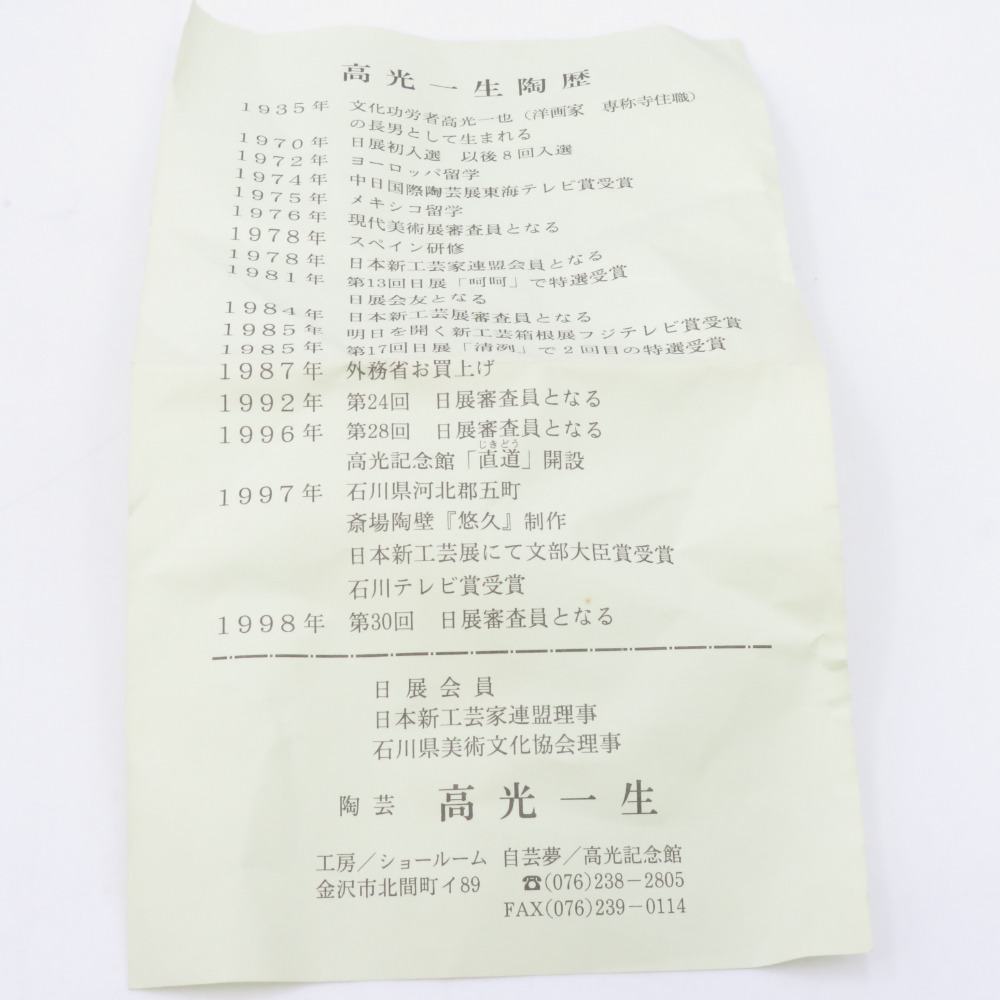 高光一生陶歴
1935年 文化功労者高光一也（洋画家 専称寺住職）
の長男として生まれる
1970年 日展初入選 以後8回入選
1972年 ヨーロッパ留学
1974年 中日国際陶芸展東海テレビ賞受賞
1975年 メキシコ留学
1976年 現代美術展審査員となる
1978年 スペイン研修
1978年 日本新工芸家連盟会員となる
1981年 第13回日展「呵呵」で特選受賞
日展会友となる
1984年 日本新工芸展審査員となる
1985年 明日を開く新工芸箱根展フジテレビ賞受賞
1985年 第17回日展「清冽」で2回目の特選受賞
1987年 外務省お買上げ
1992年 第24回 日展審査員となる
1996年 第28回 日展審査員となる
じきどう
高光記念館「直道」開設
1997年 石川県河北郡五町
斎場陶壁『悠久』制作
日本新工芸展にて文部大臣賞受賞
石川テレビ賞受賞
1998年 第30回 日展審査員となる
日展会員
日本新工芸家連盟理事
石川県美術文化協会理事
陶芸 高光一生
工房／ショールーム 自芸夢／高光記念館
金沢市北間町イ89 ☎(076)238－2805
FAX(076)239－0114